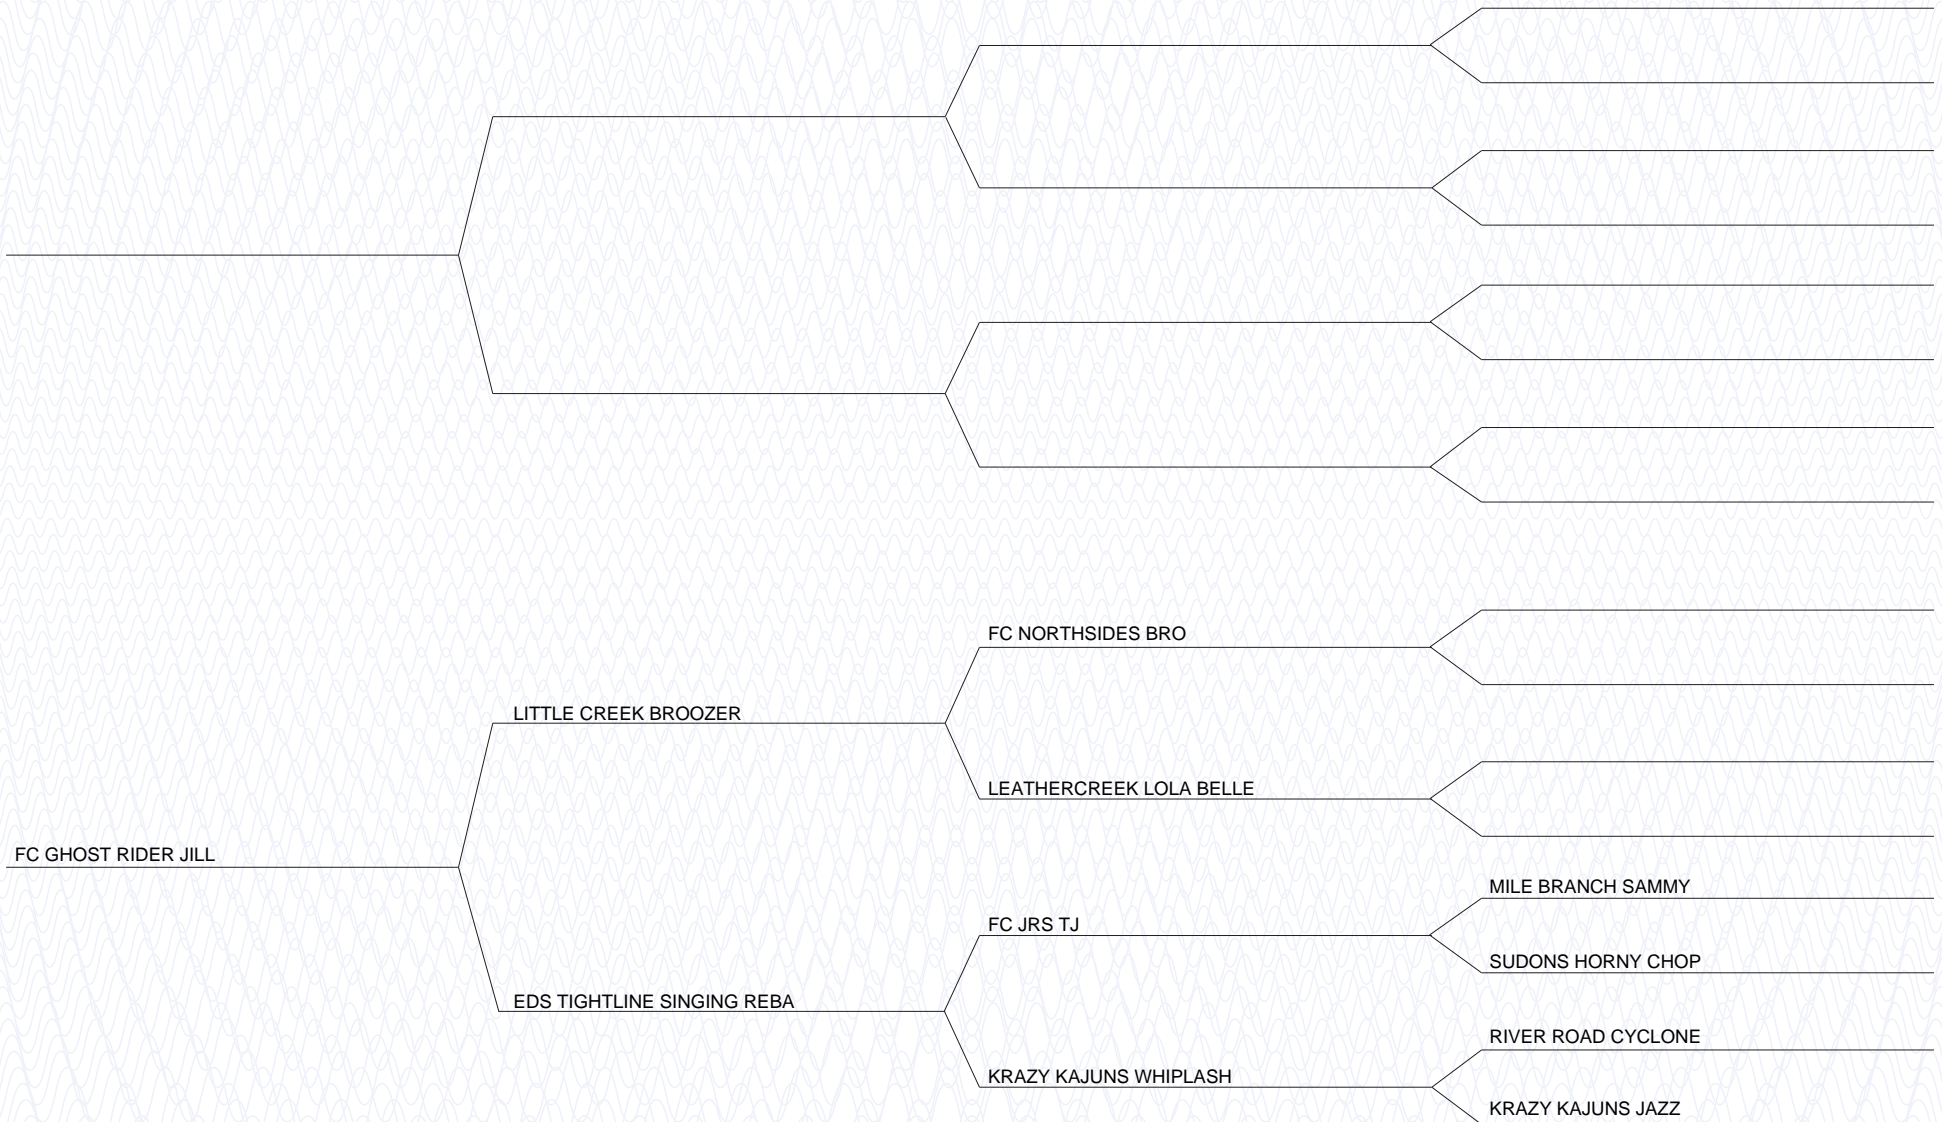 FC NORTHSIDES BRO
LITTLE CREEK BROOZER
LEATHERCREEK LOLA BELLE
FC GHOST RIDER JILL
MILE BRANCH SAMMY
FC JRS TJ
SUDONS HORNY CHOP
EDS TIGHTLINE SINGING REBA
RIVER ROAD CYCLONE
KRAZY KAJUNS WHIPLASH
KRAZY KAJUNS JAZZ